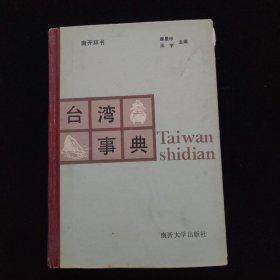 南开辞书
主编
台湾
事典
Taiwan
shidian
南开大学出版社